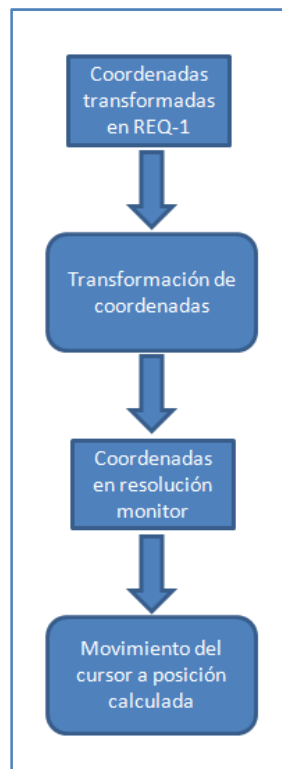 Coordenadas
transformadas
en REQ-1
Transformación de
coordenadas
Coordenadas
en resolución
monitor
Movimiento del
cursor a posición
calculada